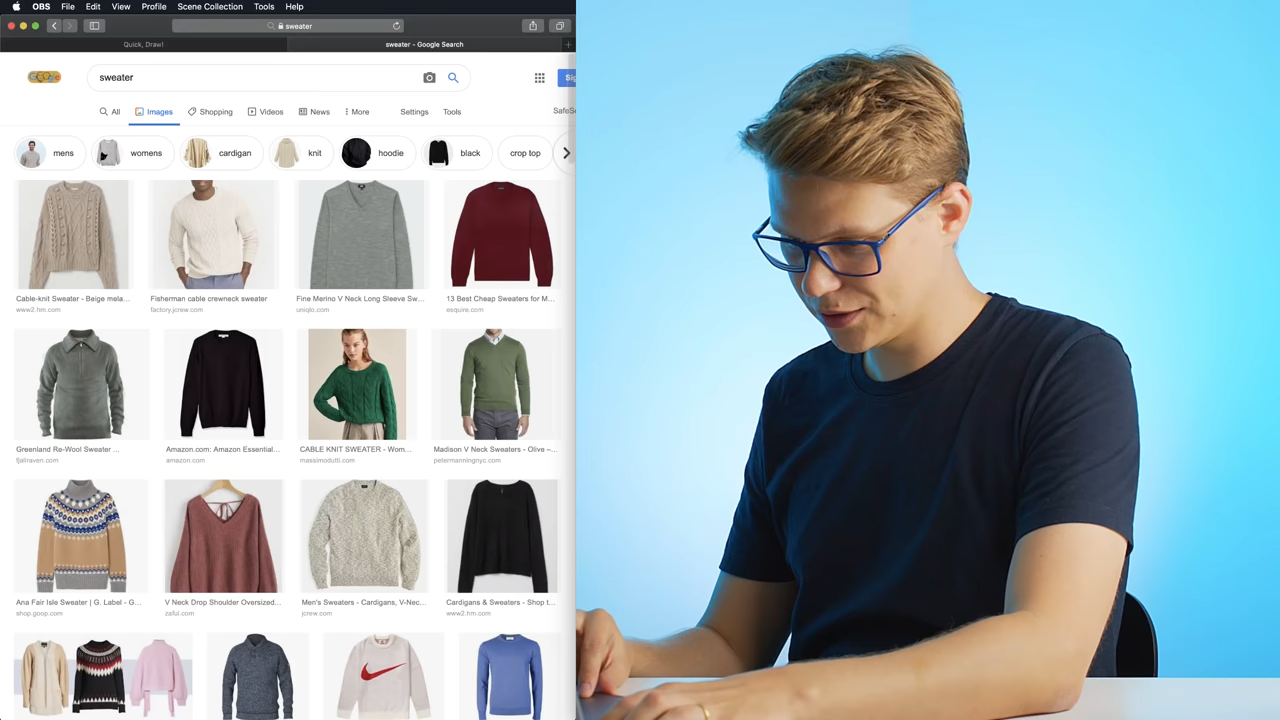 OBS File Edit View Profile Scene Collection Tools Help
sweater
Quick, Draw!
sweater - Google Search
sweater
All Images Shopping Videos News More Settings Tools
mens womens cardigan knit hoodie black crop top
Cable-knit Sweater - Beige mela...
www2.hm.com
Fisherman cable crewneck sweater
factory.jcrew.com
Fine Merino V Neck Long Sleeve Sw...
uniqlo.com
13 Best Cheap Sweaters for M...
esquire.com
Greenland Re-Wool Sweater ...
fjallraven.com
Amazon.com: Amazon Essential...
amazon.com
CABLE KNIT SWEATER - Wom...
massimodutti.com
Madison V Neck Sweaters - Olive –...
petermanningnyc.com
Ana Fair Isle Sweater | G. Label - G...
shop.goop.com
V Neck Drop Shoulder Oversized...
zaful.com
Men's Sweaters - Cardigans, V-Nec...
jcrew.com
Cardigans & Sweaters - Shop t...
www2.hm.com